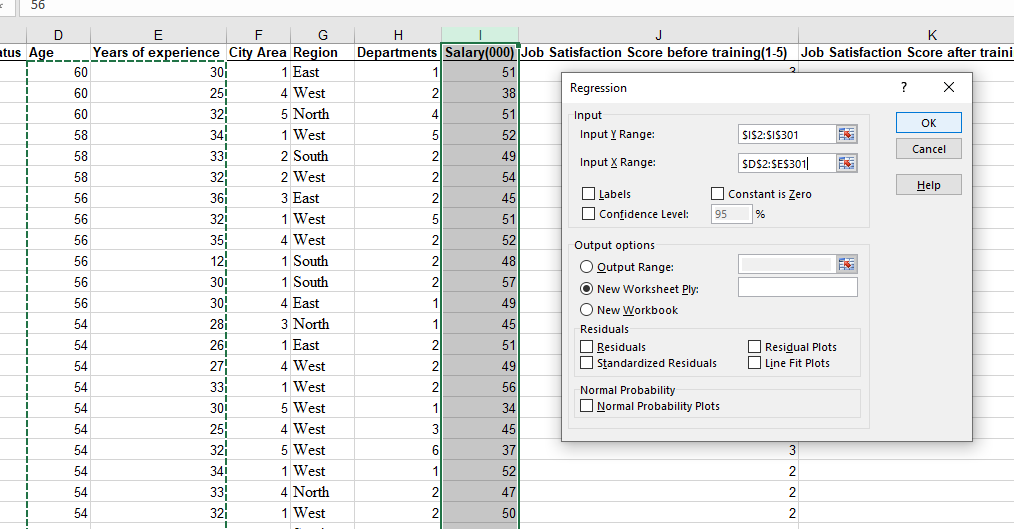 56
D E F G H I J K
atus Age Years of experience City Area Region Departments Salary(000) Job Satisfaction Score before training(1-5) Job Satisfaction Score after traini
60 30 1 East 1 51 3
60 25 4 West 2 38
60 32 5 North 4 51
58 34 1 West 5 52
58 33 2 South 2 49
58 32 2 West 2 54
56 36 3 East 2 45
56 32 1 West 5 51
56 35 4 West 2 52
56 12 1 South 2 48
56 30 1 South 2 57
56 30 4 East 1 49
54 28 3 North 1 45
54 26 1 East 2 51
54 27 4 West 2 49
54 33 1 West 2 56
54 30 5 West 1 34
54 25 4 West 3 45
54 32 5 West 6 37 3
54 34 1 West 1 52 2
54 33 4 North 2 47 2
54 32 1 West 2 50 2
Regression ?
Input
Input Y Range: $I$2:$I$301
Input X Range: $D$2:$E$301
Labels Constant is Zero
Confidence Level: 95 %
Output options
Output Range:
New Worksheet Ply:
New Workbook
Residuals
Residuals Residual Plots
Standardized Residuals Line Fit Plots
Normal Probability
Normal Probability Plots
OK
Cancel
Help